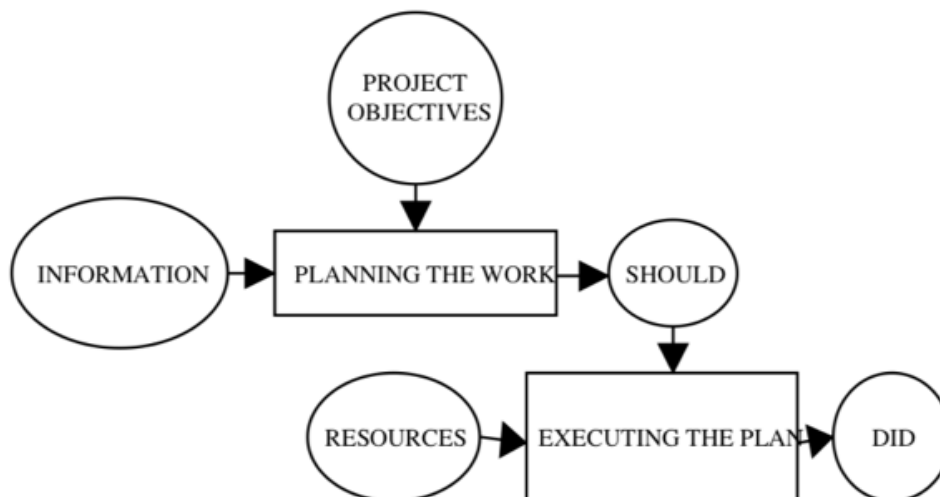 PROJECT
OBJECTIVES
INFORMATION
PLANNING THE WORK
SHOULD
RESOURCES
EXECUTING THE PLAN
DID